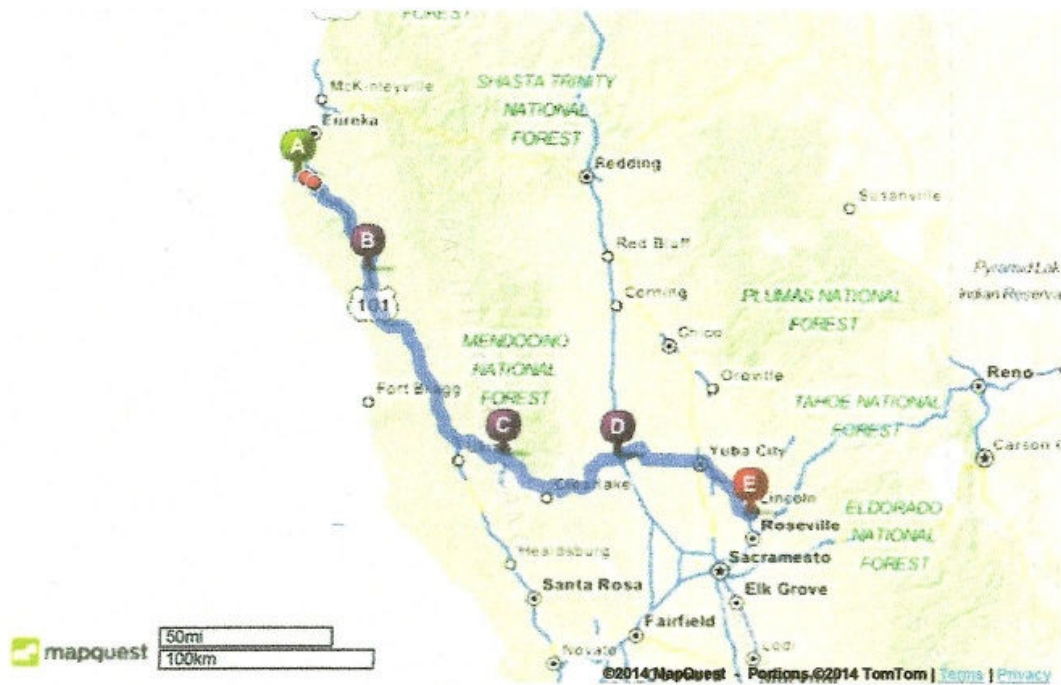 FOREST
McKinleyville
Eureka
SHASTA TRINITY
NATIONAL
FOREST
A
Redding
Susanville
B
Red Bluff
101
Corning
PLUMAS NATIONAL
FOREST
Pyramid Lak
Indian Reserva
Chico
MENDOCINO
NATIONAL
FOREST
Fort Bragg
Oroville
Reno
TAHOE NATIONAL
FOREST
C
D
Yuba City
Carson C
E
Clearlake
Lincoln
Roseville
ELDORADO
NATIONAL
FOREST
Healdsburg
Sacramento
Santa Rosa
Elk Grove
Fairfield
Novato
Lodi
mapquest
50mi
100km
©2014 MapQuest - Portions ©2014 TomTom | Terms | Privacy